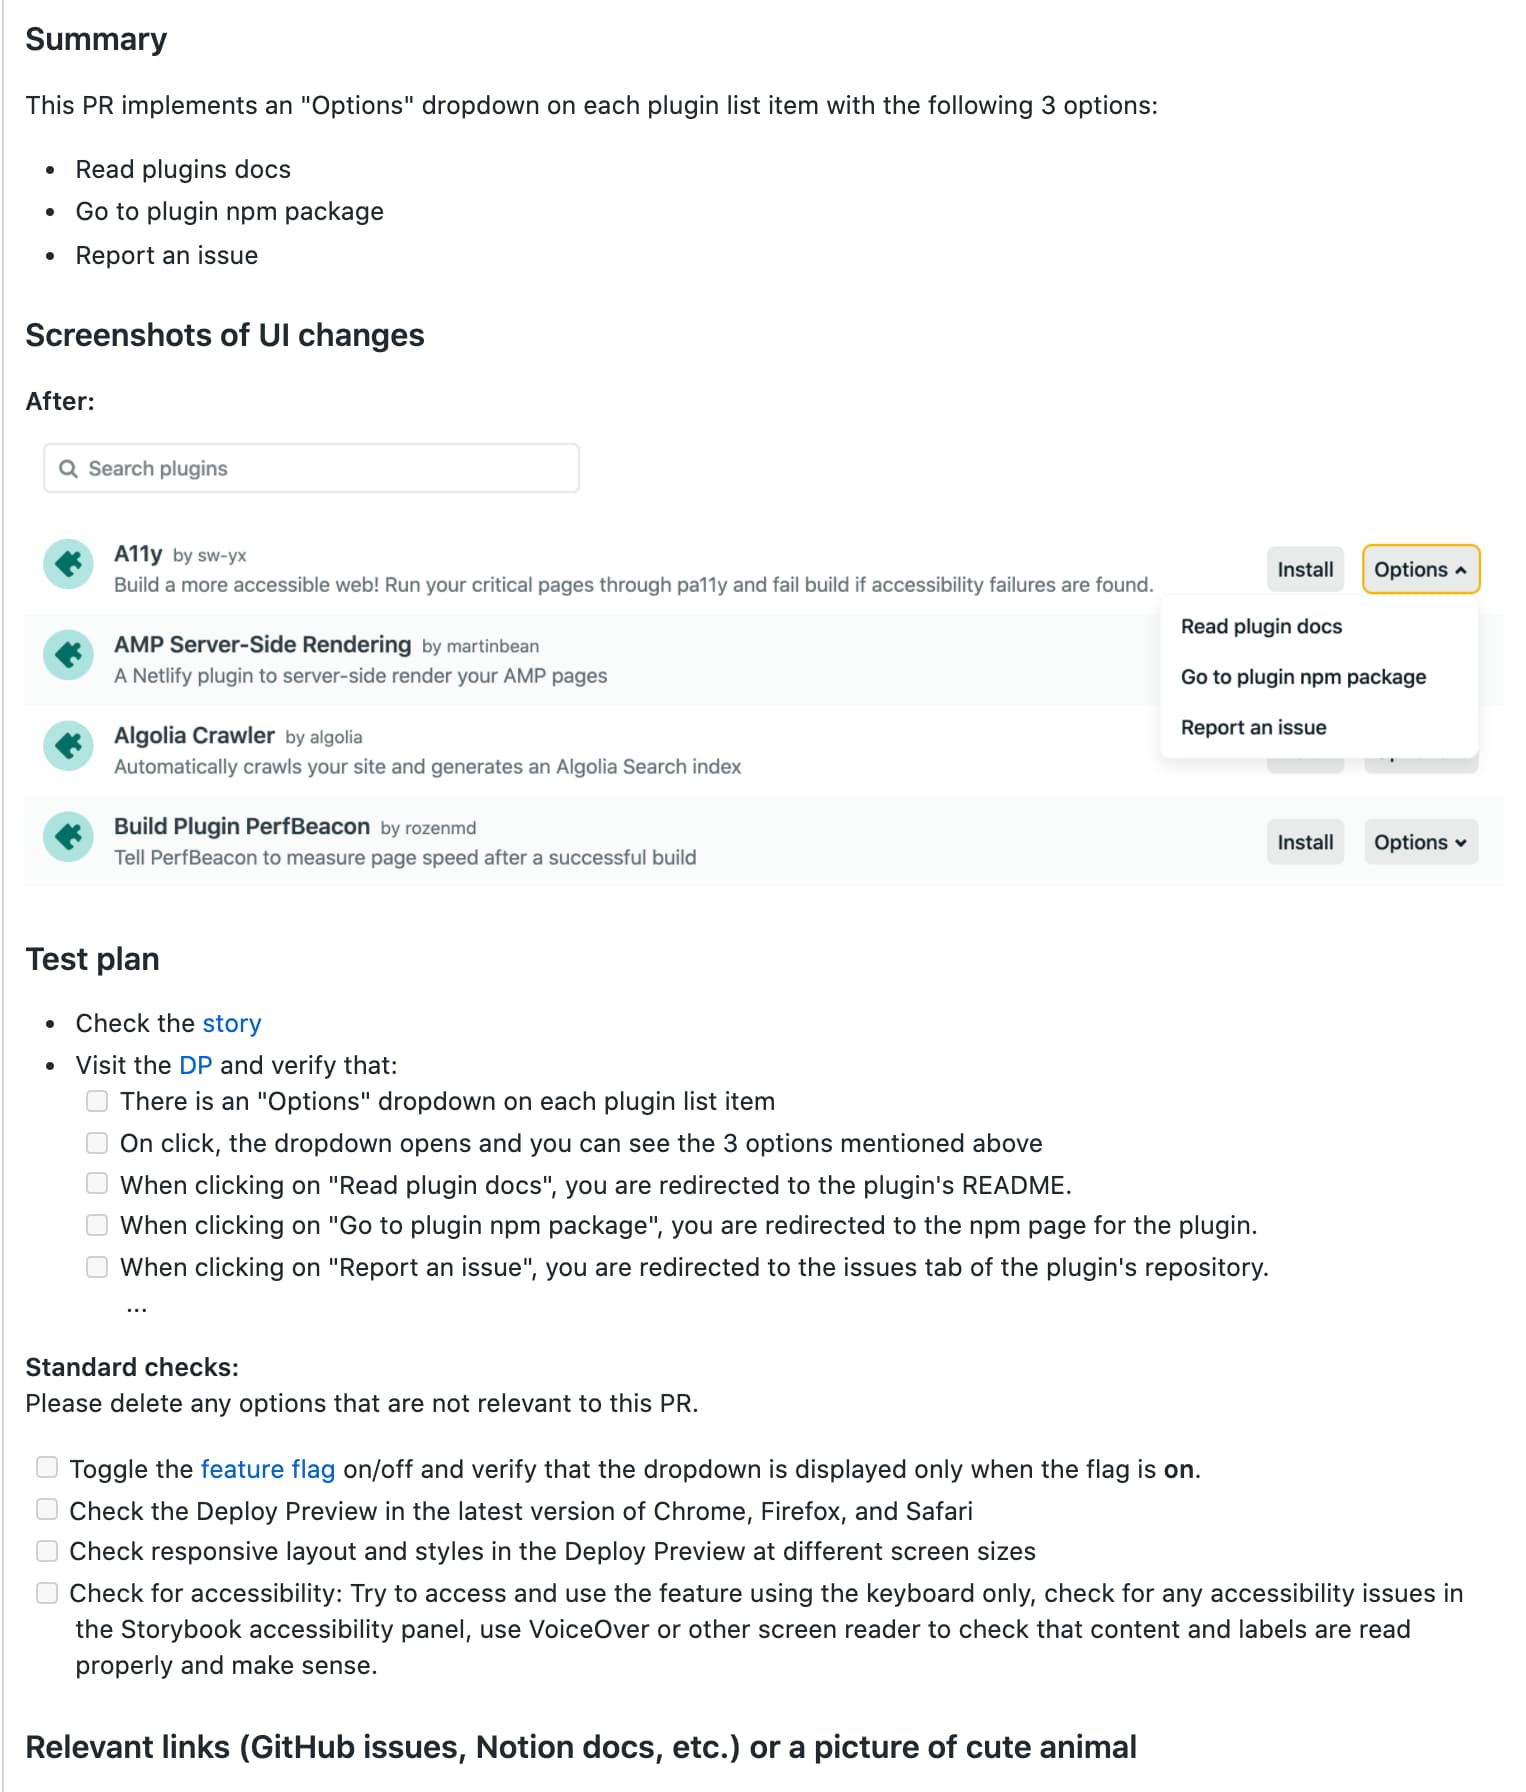 Summary
This PR implements an "Options" dropdown on each plugin list item with the following 3 options:
Read plugins docs
Go to plugin npm package
Report an issue
Screenshots of UI changes
After:
Search plugins
A11y by sw-yx
Build a more accessible web! Run your critical pages through pa11y and fail build if accessibility failures are found.
Install Options
Read plugin docs
Go to plugin npm package
Report an issue
AMP Server-Side Rendering by martinbean
A Netlify plugin to server-side render your AMP pages
Algolia Crawler by algolia
Automatically crawls your site and generates an Algolia Search index
Build Plugin PerfBeacon by rozenmd
Tell PerfBeacon to measure page speed after a successful build
Install Options
Test plan
Check the story
Visit the DP and verify that:
There is an "Options" dropdown on each plugin list item
On click, the dropdown opens and you can see the 3 options mentioned above
When clicking on "Read plugin docs", you are redirected to the plugin's README.
When clicking on "Go to plugin npm package", you are redirected to the npm page for the plugin.
When clicking on "Report an issue", you are redirected to the issues tab of the plugin's repository.
...
Standard checks:
Please delete any options that are not relevant to this PR.
Toggle the feature flag on/off and verify that the dropdown is displayed only when the flag is on.
Check the Deploy Preview in the latest version of Chrome, Firefox, and Safari
Check responsive layout and styles in the Deploy Preview at different screen sizes
Check for accessibility: Try to access and use the feature using the keyboard only, check for any accessibility issues in
the Storybook accessibility panel, use VoiceOver or other screen reader to check that content and labels are read
properly and make sense.
Relevant links (GitHub issues, Notion docs, etc.) or a picture of cute animal